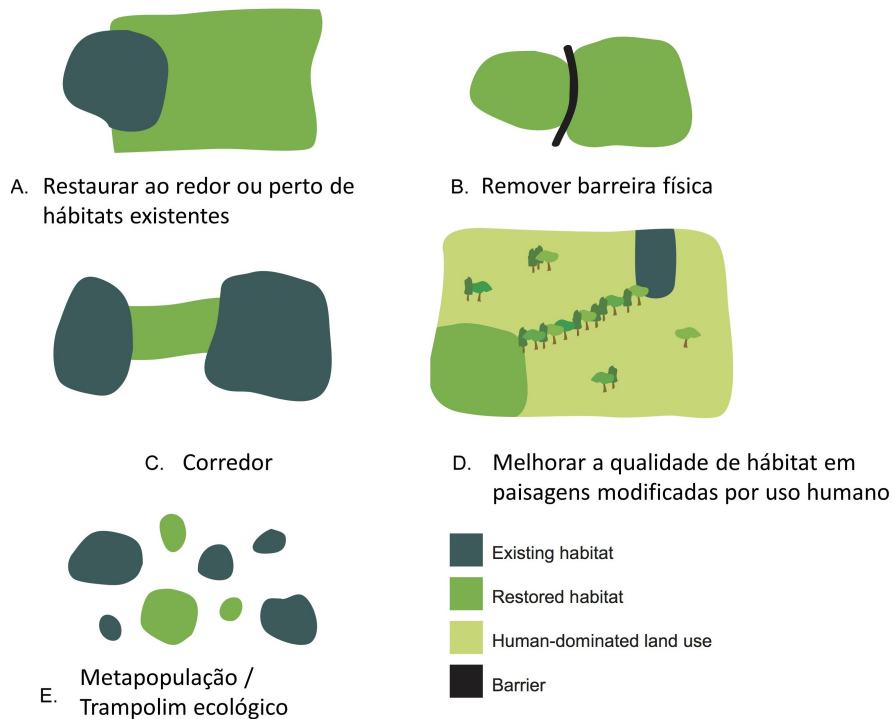 A. Restaurar ao redor ou perto de
hábitats existentes
B. Remover barreira física
C. Corredor
D. Melhorar a qualidade de hábitat em
paisagens modificadas por uso humano
E. Metapopulação /
Trampolim ecológico
Existing habitat
Restored habitat
Human-dominated land use
Barrier